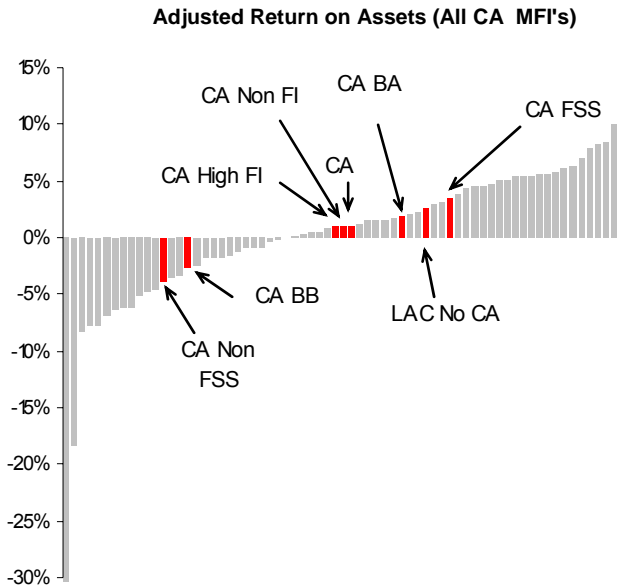 Adjusted Return on Assets (All CA MFI's)
15%
10%
5%
0%
-5%
-10%
-15%
-20%
-25%
-30%
CA BA
CA Non FI
CA FSS
CA
CA High FI
CA BB
LAC No CA
CA Non
FSS